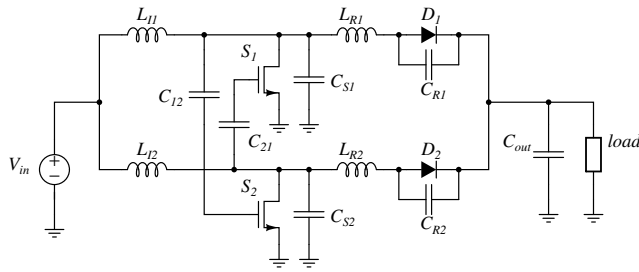 L_{I1} L_{R1} D_1
S_1
C_{12} C_{S1} C_{R1}
C_{21}
V_{in} L_{I2} L_{R2} D_2 C_{out} load
S_2
C_{S2} C_{R2}